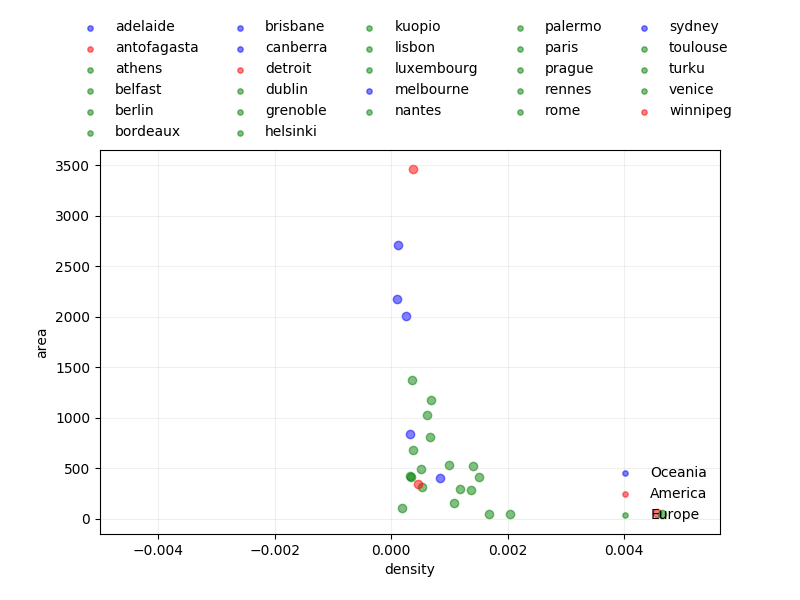 adelaide brisbane kuopio palermo sydney
antofagasta canberra lisbon paris toulouse
athens detroit luxembourg prague turku
belfast dublin melbourne rennes venice
berlin grenoble nantes rome winnipeg
bordeaux helsinki
3500
3000
2500
2000
1500
1000
500
0
area
Oceania
America
Europe
−0.004 −0.002 0.000 0.002 0.004
density